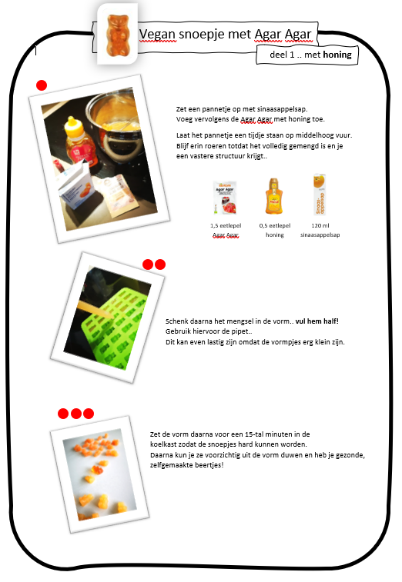 Vegan snoepje met Agar Agar
deel 1 .. met honing
Zet een pannetje op met sinaasappelsap.
Voeg vervolgens de Agar Agar met honing toe.
Laat het pannetje een tijdje staan op middelhoog vuur.
Blijf erin roeren totdat het volledig gemengd is en je
een vastere structuur krijgt..
1,5 eetlepel
Agar Agar
0,5 eetlepel
honing
120 ml
sinaasappelsap
Schenk daarna het mengsel in de vorm.. vul hem half!
Gebruik hiervoor de pipet..
Dit kan even lastig zijn omdat de vormpjes erg klein zijn.
Zet de vorm daarna voor een 15-tal minuten in de
koelkast zodat de snoepjes hard kunnen worden.
Daarna kun je ze voorzichtig uit de vorm duwen en heb je gezonde,
zelfgemaakte beertjes!